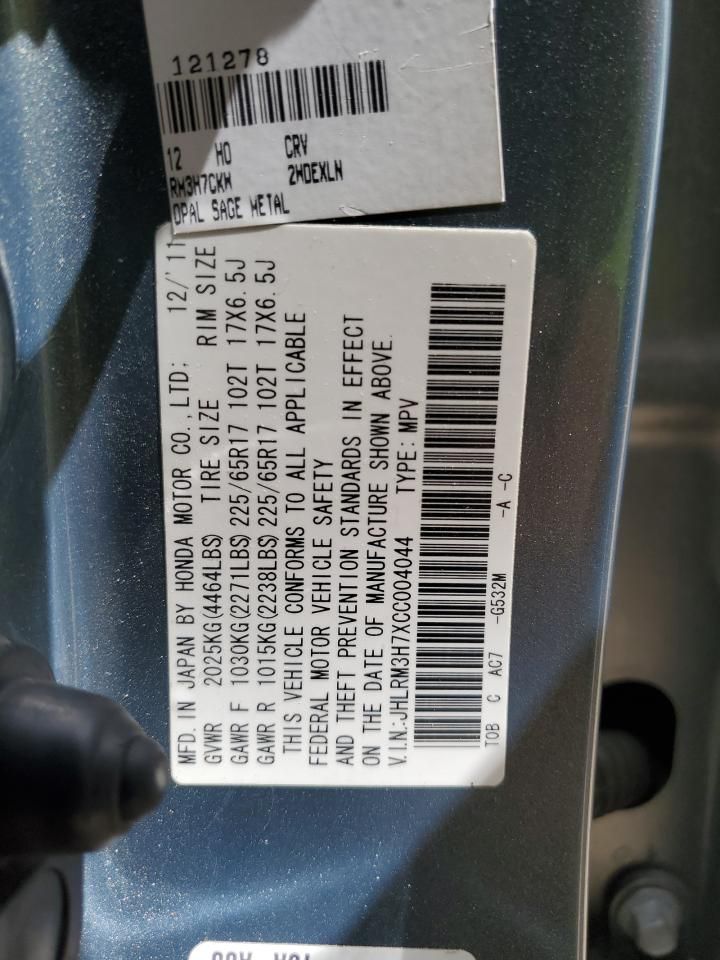 121278
12 HO CRV
RM3H7CKW 2WDEXLN
OPAL SAGE METAL
MFD. IN JAPAN BY HONDA MOTOR CO., LTD; 12/'11
GVWR 2025KG(4464LBS) TIRE SIZE RIM SIZE
GAWR F 1030KG(2271LBS) 225/65R17 102T 17X6.5J
GAWR R 1015KG(2238LBS) 225/65R17 102T 17X6.5J
THIS VEHICLE CONFORMS TO ALL APPLICABLE
FEDERAL MOTOR VEHICLE SAFETY
AND THEFT PREVENTION STANDARDS IN EFFECT
ON THE DATE OF MANUFACTURE SHOWN ABOVE.
V.I.N.:JHLRM3H7XCC004044 TYPE: MPV
TOB C AC7 -G532M -A -C